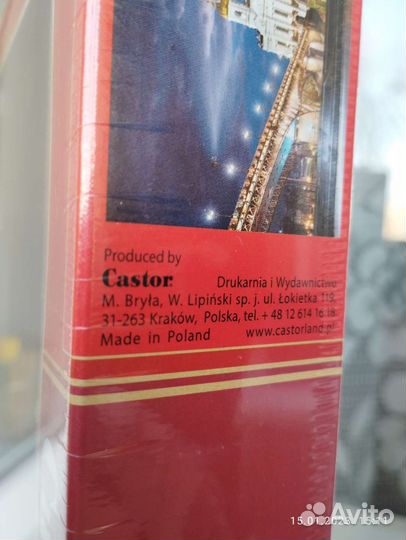 Produced by
Castor Drukarnia i Wydawnictwo
M. Bryła, W. Lipiński sp. j. ul. Łokietka 119,
31-263 Kraków, Polska, tel. + 48 12 614 16 18
Made in Poland www.castorland.pl
Avito